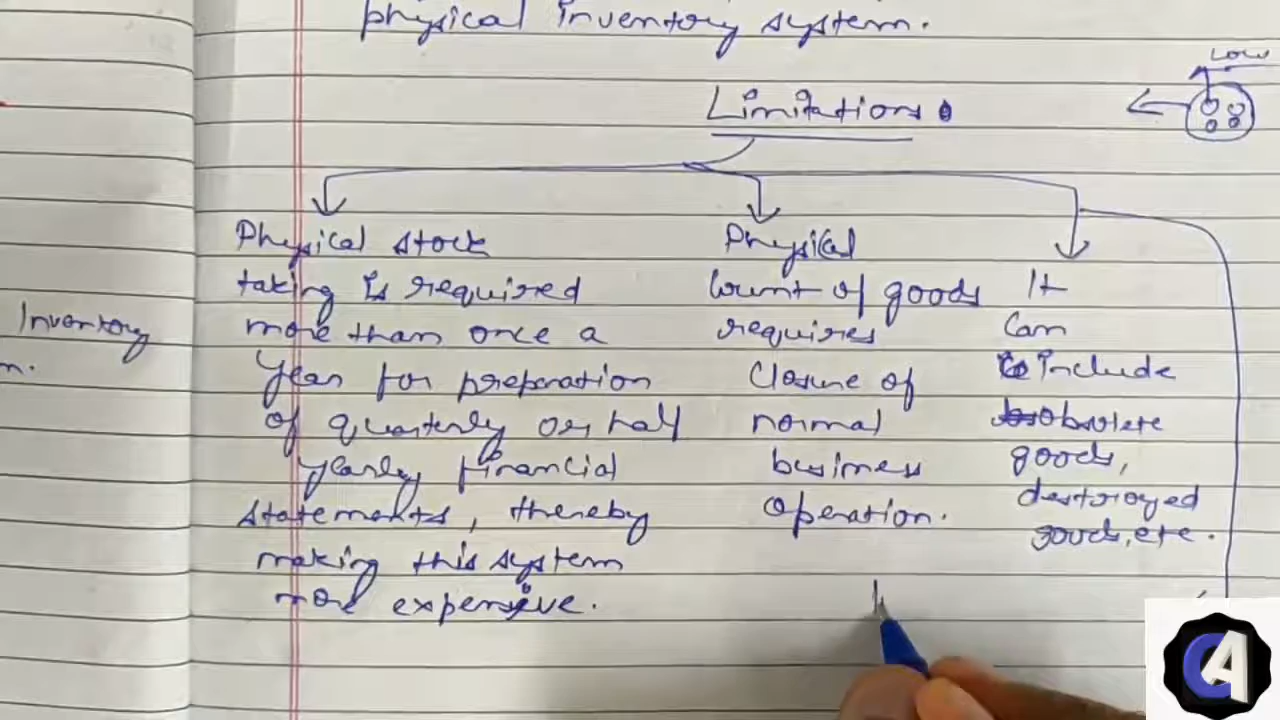 physical inventory system.
Low
Limitations
Physical stock
taking is required
more than once a
year for preparation
of quarterly or half
yearly financial
statements, thereby
making this system
more expensive.
Physical
Count of goods
requires
Closure of
normal
business
Operation.
It
Can
include
obsolete
goods,
destroyed
goods, etc.
Inventory
m.
CA